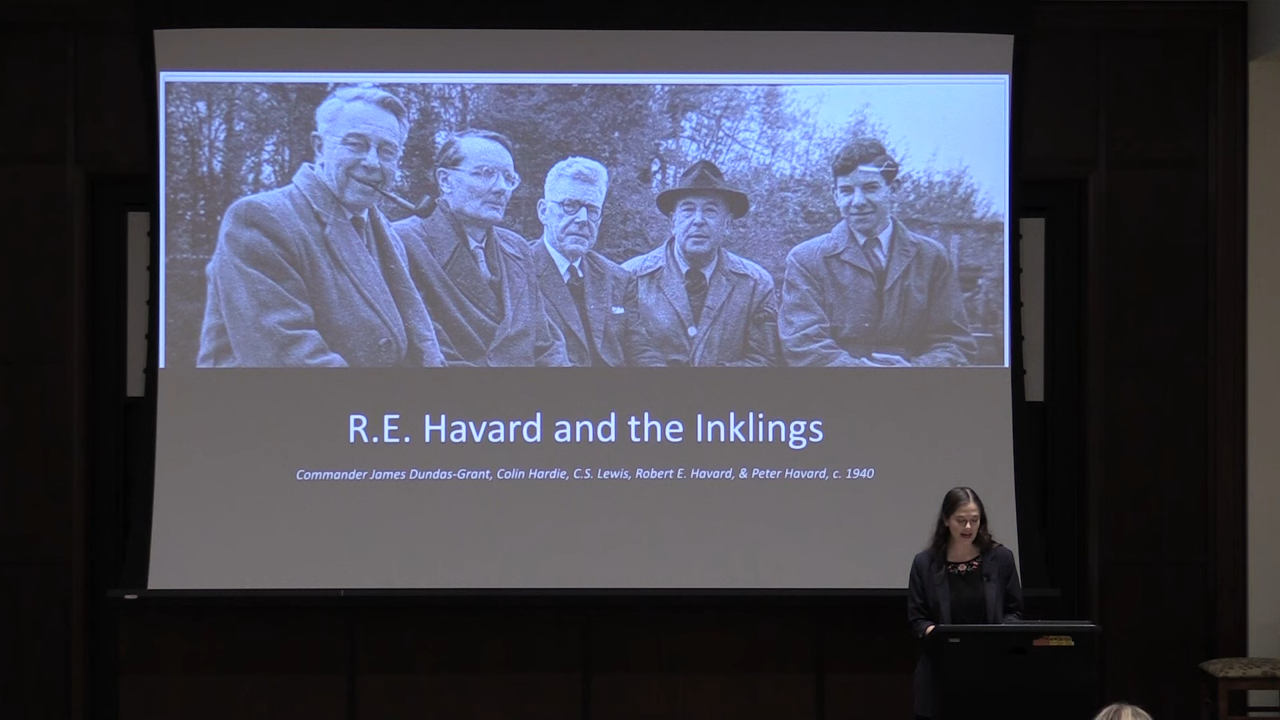 R.E. Havard and the Inklings
Commander James Dundas-Grant, Colin Hardie, C.S. Lewis, Robert E. Havard, & Peter Havard, c. 1940